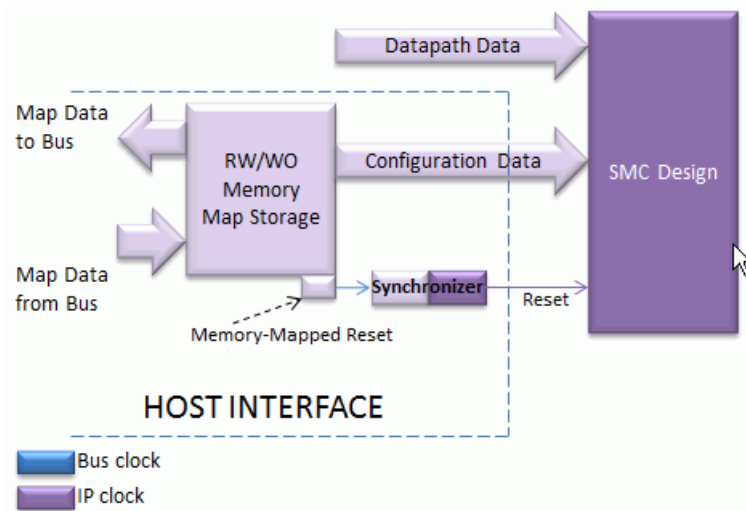 Datapath Data
Map Data
to Bus
RW/WO
Memory
Map Storage
Configuration Data
SMC Design
Map Data
from Bus
Synchronizer
Reset
Memory-Mapped Reset
HOST INTERFACE
Bus clock
IP clock